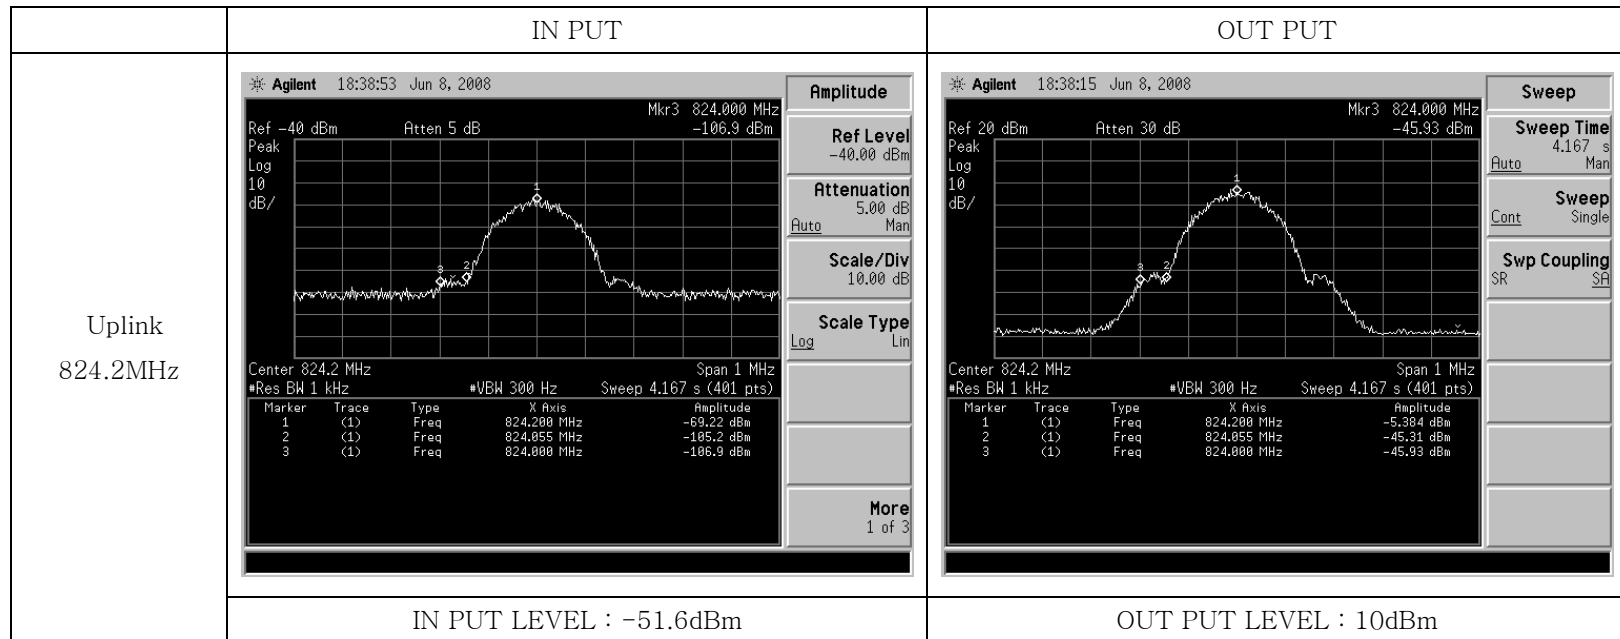 IN PUT
OUT PUT
Uplink
824.2MHz
Agilent 18:38:53 Jun 8, 2008
Mkr3 824.000 MHz
Ref -40 dBm Atten 5 dB -106.9 dBm
Peak
Log
10
dB/
1
2
3
Center 824.2 MHz Span 1 MHz
#Res BW 1 kHz #VBW 300 Hz Sweep 4.167 s (401 pts)
Marker Trace Type X Axis Amplitude
1 (1) Freq 824.200 MHz -69.22 dBm
2 (1) Freq 824.055 MHz -105.2 dBm
3 (1) Freq 824.000 MHz -106.9 dBm
Amplitude
Ref Level
-40.00 dBm
Attenuation
5.00 dB
Auto Man
Scale/Div
10.00 dB
Scale Type
Log Lin
More
1 of 3
Agilent 18:38:15 Jun 8, 2008
Mkr3 824.000 MHz
Ref 20 dBm Atten 30 dB -45.93 dBm
Peak
Log
10
dB/
1
3 2
Center 824.2 MHz Span 1 MHz
#Res BW 1 kHz #VBW 300 Hz Sweep 4.167 s (401 pts)
Marker Trace Type X Axis Amplitude
1 (1) Freq 824.200 MHz -5.384 dBm
2 (1) Freq 824.055 MHz -45.31 dBm
3 (1) Freq 824.000 MHz -45.93 dBm
Sweep
Sweep Time
4.167 s
Auto Man
Sweep
Cont Single
Swp Coupling
SR SA
IN PUT LEVEL : -51.6dBm
OUT PUT LEVEL : 10dBm